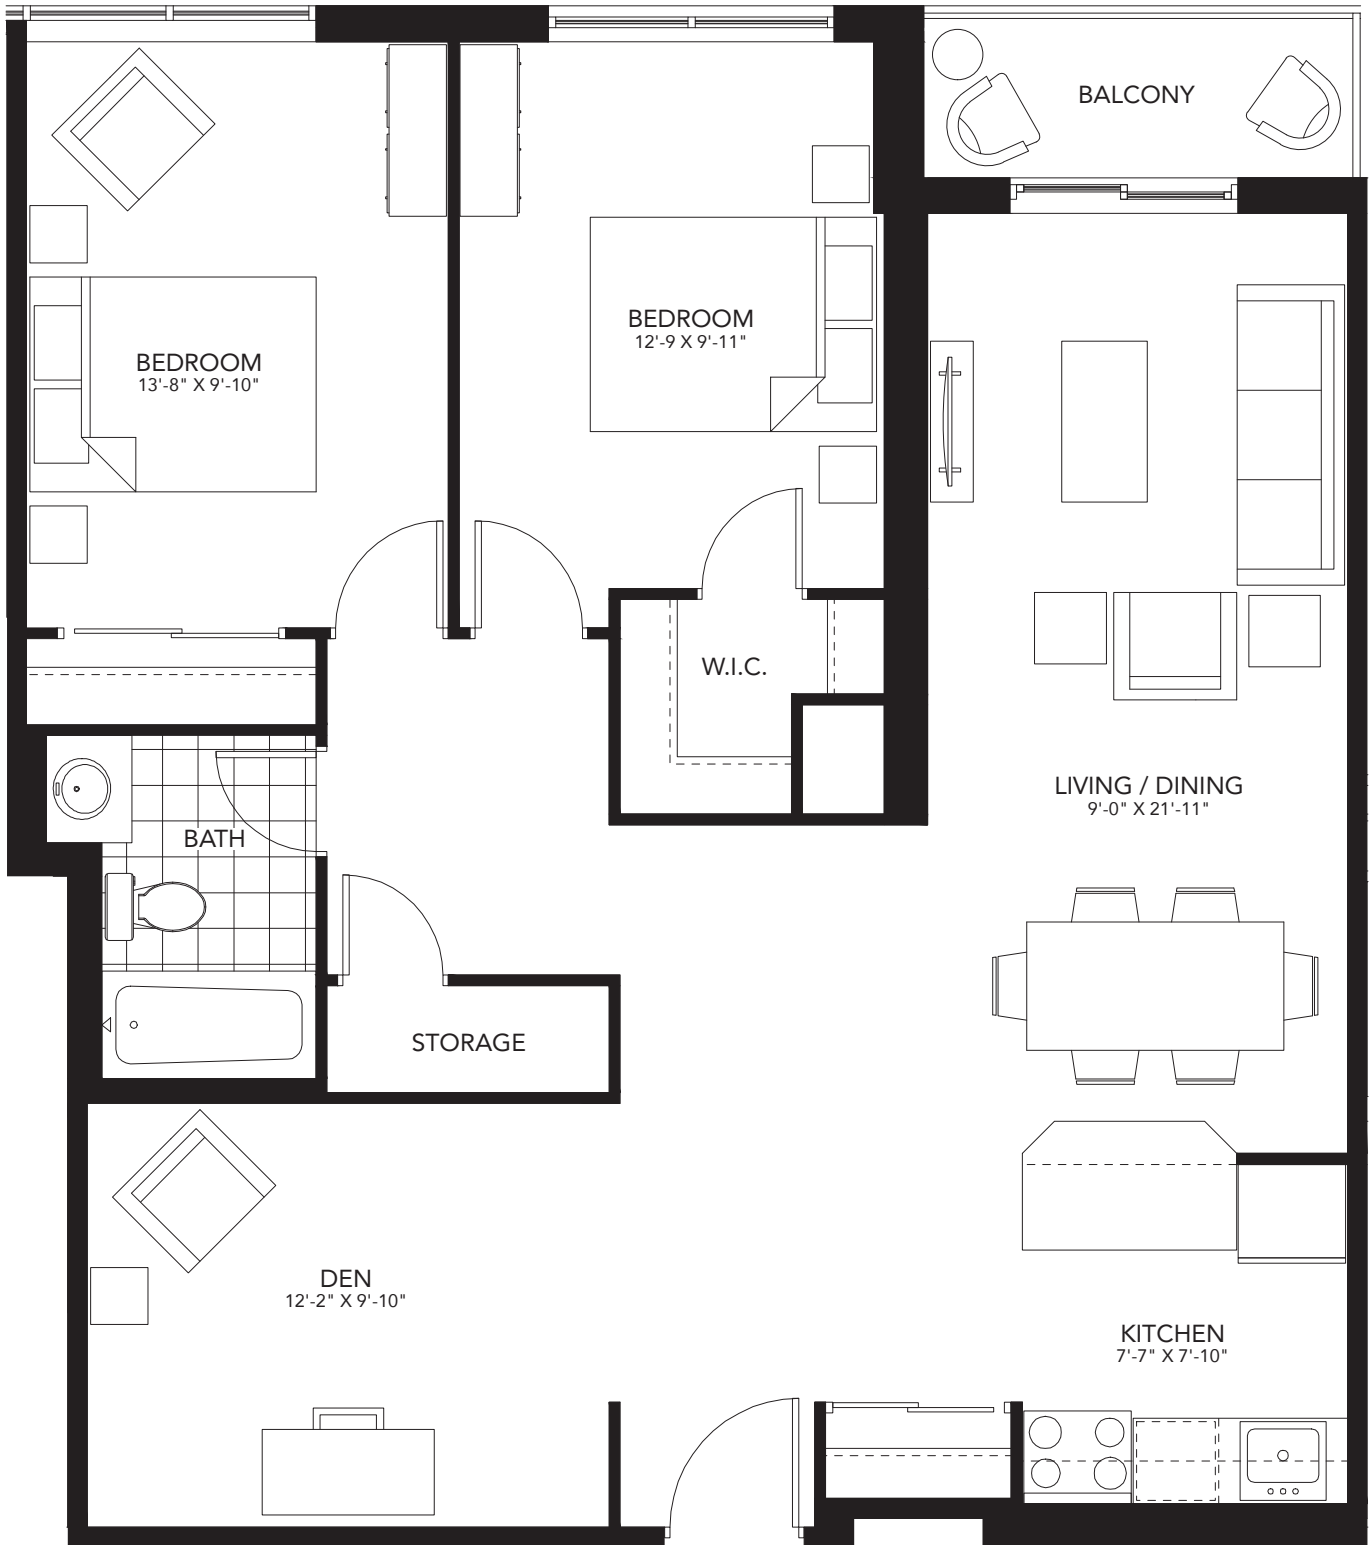 BALCONY
BEDROOM
12'-9 X 9'-11"
BEDROOM
13'-8" X 9'-10"
W.I.C.
LIVING / DINING
9'-0" X 21'-11"
BATH
STORAGE
DEN
12'-2" X 9'-10"
KITCHEN
7'-7" X 7'-10"